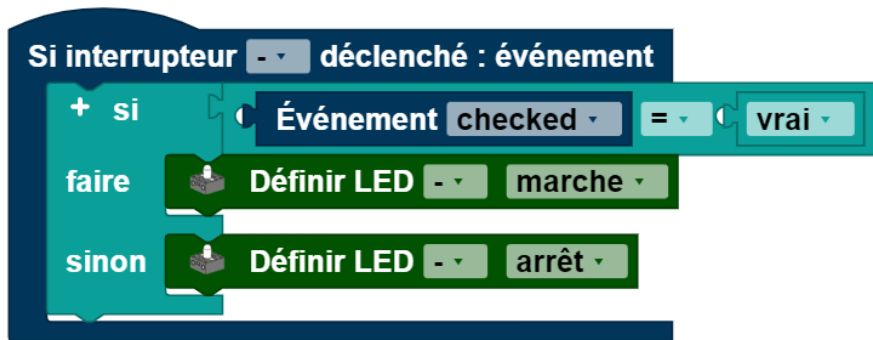 Si interrupteur - déclenché : événement
+ si Événement checked = vrai
faire Définir LED - marche
sinon Définir LED - arrêt